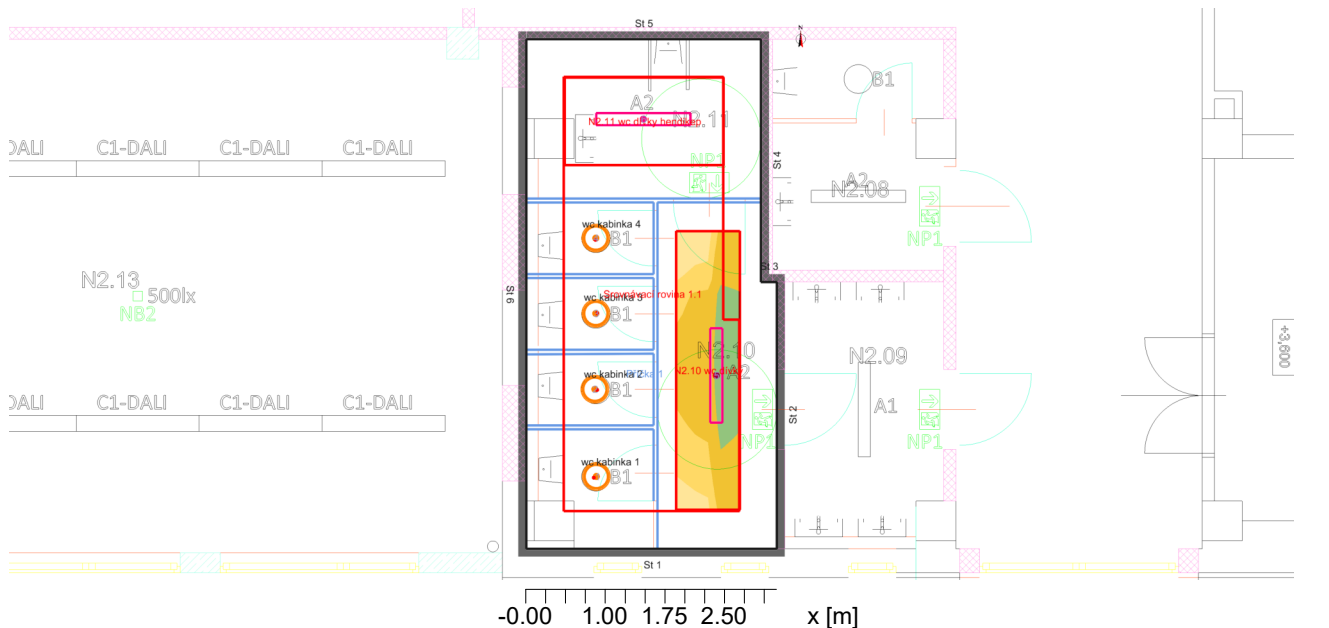 St 5
B1
A2
N2.11
N2.11 wc dívky hendikep
DALI
C1-DALI
C1-DALI
C1-DALI
St 4
NP1
A2
N2.08
NP1
wc kabinka 4
B1
St 3
N2.13
500lx
NB2
St 6
wc kabinka 3
B1
Srovnávací rovina 1.1
N2.10
N2.10 wc dívky
A2
N2.09
+3,600
wc kabinka 2
B1
DALI
C1-DALI
C1-DALI
C1-DALI
St 2
NP1
A1
NP1
wc kabinka 1
B1
St 1
-0.00 1.00 1.75 2.50 x [m]